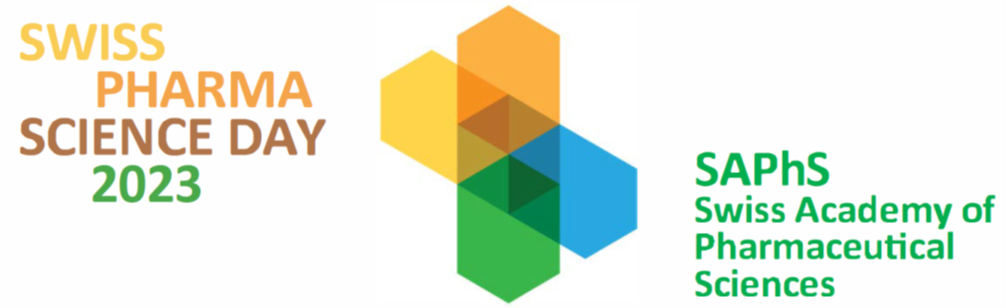 SWISS
PHARMA
SCIENCE DAY
2023
SAPhS
Swiss Academy of
Pharmaceutical
Sciences